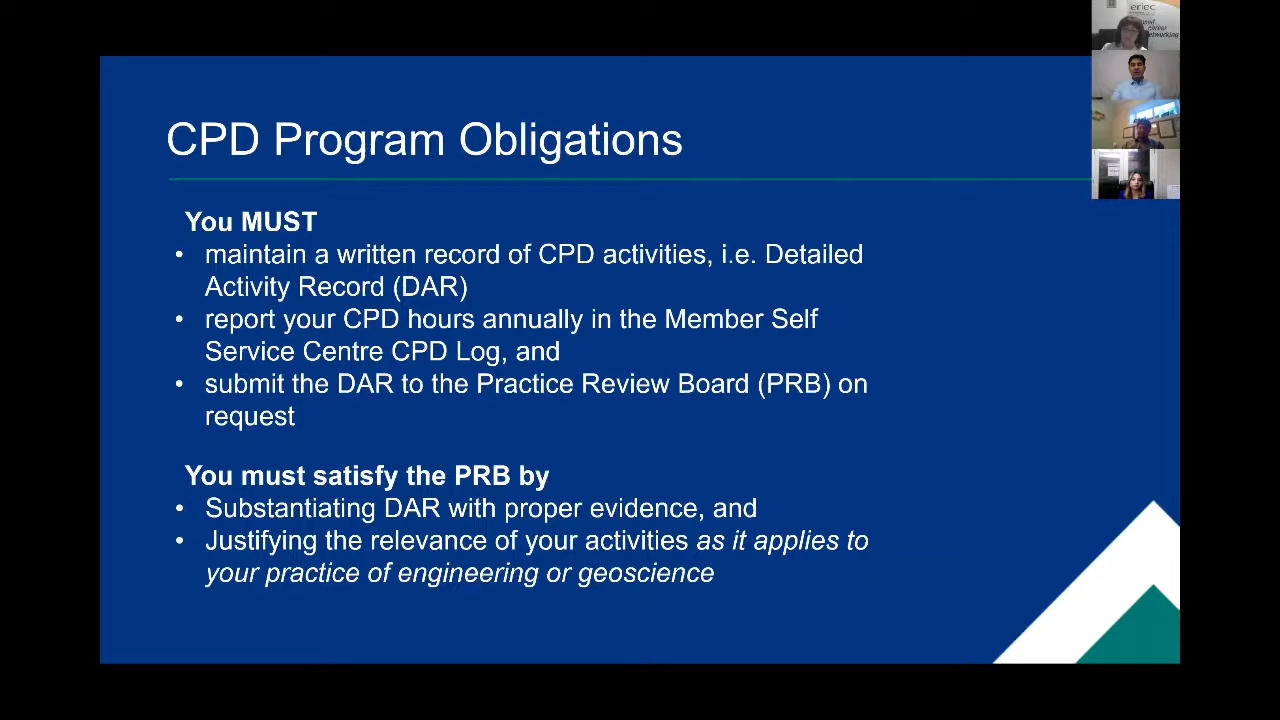 eriec
CPD Program Obligations
You MUST
• maintain a written record of CPD activities, i.e. Detailed
Activity Record (DAR)
• report your CPD hours annually in the Member Self
Service Centre CPD Log, and
• submit the DAR to the Practice Review Board (PRB) on
request
You must satisfy the PRB by
• Substantiating DAR with proper evidence, and
• Justifying the relevance of your activities as it applies to
your practice of engineering or geoscience